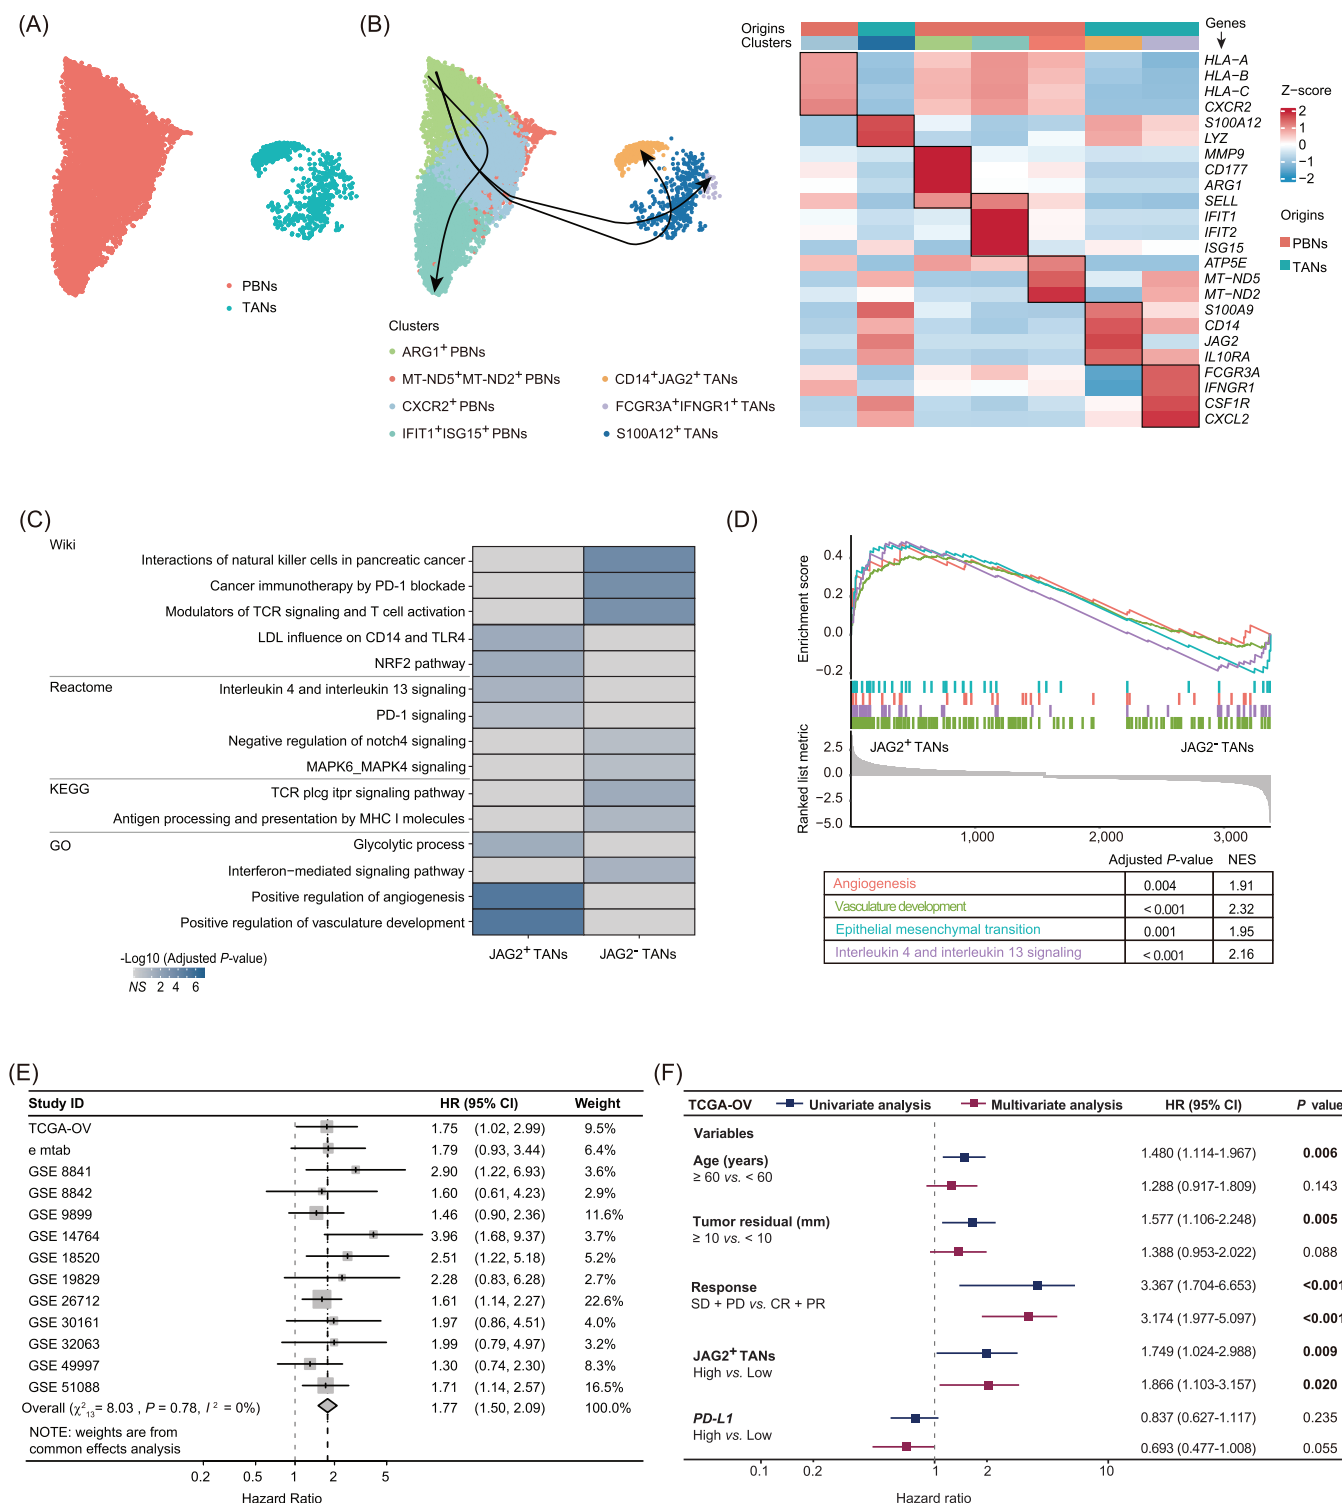 (A)
PBNs
TANs
(B)
Clusters
ARG1+ PBNs
MT-ND5+MT-ND2+ PBNs
CXCR2+ PBNs
IFIT1+ISG15+ PBNs
CD14+JAG2+ TANs
FCGR3A+IFNGR1+ TANs
S100A12+ TANs
Origins
Clusters
Genes
HLA−A
HLA−B
HLA−C
CXCR2
S100A12
LYZ
MMP9
CD177
ARG1
SELL
IFIT1
IFIT2
ISG15
ATP5E
MT−ND5
MT−ND2
S100A9
CD14
JAG2
IL10RA
FCGR3A
IFNGR1
CSF1R
CXCL2
Z−score
2
1
0
−1
−2
Origins
PBNs
TANs
(C)
Wiki
Interactions of natural killer cells in pancreatic cancer
Cancer immunotherapy by PD-1 blockade
Modulators of TCR signaling and T cell activation
LDL influence on CD14 and TLR4
NRF2 pathway
Reactome
Interleukin 4 and interleukin 13 signaling
PD-1 signaling
Negative regulation of notch4 signaling
MAPK6_MAPK4 signaling
KEGG
TCR plcg itpr signaling pathway
Antigen processing and presentation by MHC I molecules
GO
Glycolytic process
Interferon−mediated signaling pathway
Positive regulation of angiogenesis
Positive regulation of vasculature development
JAG2+ TANs JAG2- TANs
-Log10 (Adjusted P-value)
NS 2 4 6
(D)
Enrichment score
0.4
0.2
0.0
−0.2
JAG2+ TANs JAG2- TANs
Ranked list metric
2.5
0.0
−2.5
−5.0
1,000 2,000 3,000
Adjusted P-value NES
Angiogenesis 0.004 1.91
Vasculature development < 0.001 2.32
Epithelial mesenchymal transition 0.001 1.95
Interleukin 4 and interleukin 13 signaling < 0.001 2.16
(E)
Study ID HR (95% CI) Weight
TCGA-OV 1.75 (1.02, 2.99) 9.5%
e mtab 1.79 (0.93, 3.44) 6.4%
GSE 8841 2.90 (1.22, 6.93) 3.6%
GSE 8842 1.60 (0.61, 4.23) 2.9%
GSE 9899 1.46 (0.90, 2.36) 11.6%
GSE 14764 3.96 (1.68, 9.37) 3.7%
GSE 18520 2.51 (1.22, 5.18) 5.2%
GSE 19829 2.28 (0.83, 6.28) 2.7%
GSE 26712 1.61 (1.14, 2.27) 22.6%
GSE 30161 1.97 (0.86, 4.51) 4.0%
GSE 32063 1.99 (0.79, 4.97) 3.2%
GSE 49997 1.30 (0.74, 2.30) 8.3%
GSE 51088 1.71 (1.14, 2.57) 16.5%
Overall (χ²13 = 8.03 , P = 0.78, I² = 0%) 1.77 (1.50, 2.09) 100.0%
NOTE: weights are from
common effects analysis
0.2 0.5 1 2 5
Hazard Ratio
(F)
TCGA-OV Univariate analysis Multivariate analysis HR (95% CI) P value
Variables
Age (years) 1.480 (1.114-1.967) 0.006
≥ 60 vs. < 60 1.288 (0.917-1.809) 0.143
Tumor residual (mm) 1.577 (1.106-2.248) 0.005
≥ 10 vs. < 10 1.388 (0.953-2.022) 0.088
Response 3.367 (1.704-6.653) <0.001
SD + PD vs. CR + PR 3.174 (1.977-5.097) <0.001
JAG2+ TANs 1.749 (1.024-2.988) 0.009
High vs. Low 1.866 (1.103-3.157) 0.020
PD-L1 0.837 (0.627-1.117) 0.235
High vs. Low 0.693 (0.477-1.008) 0.055
0.1 0.2 1 2 10
Hazard ratio